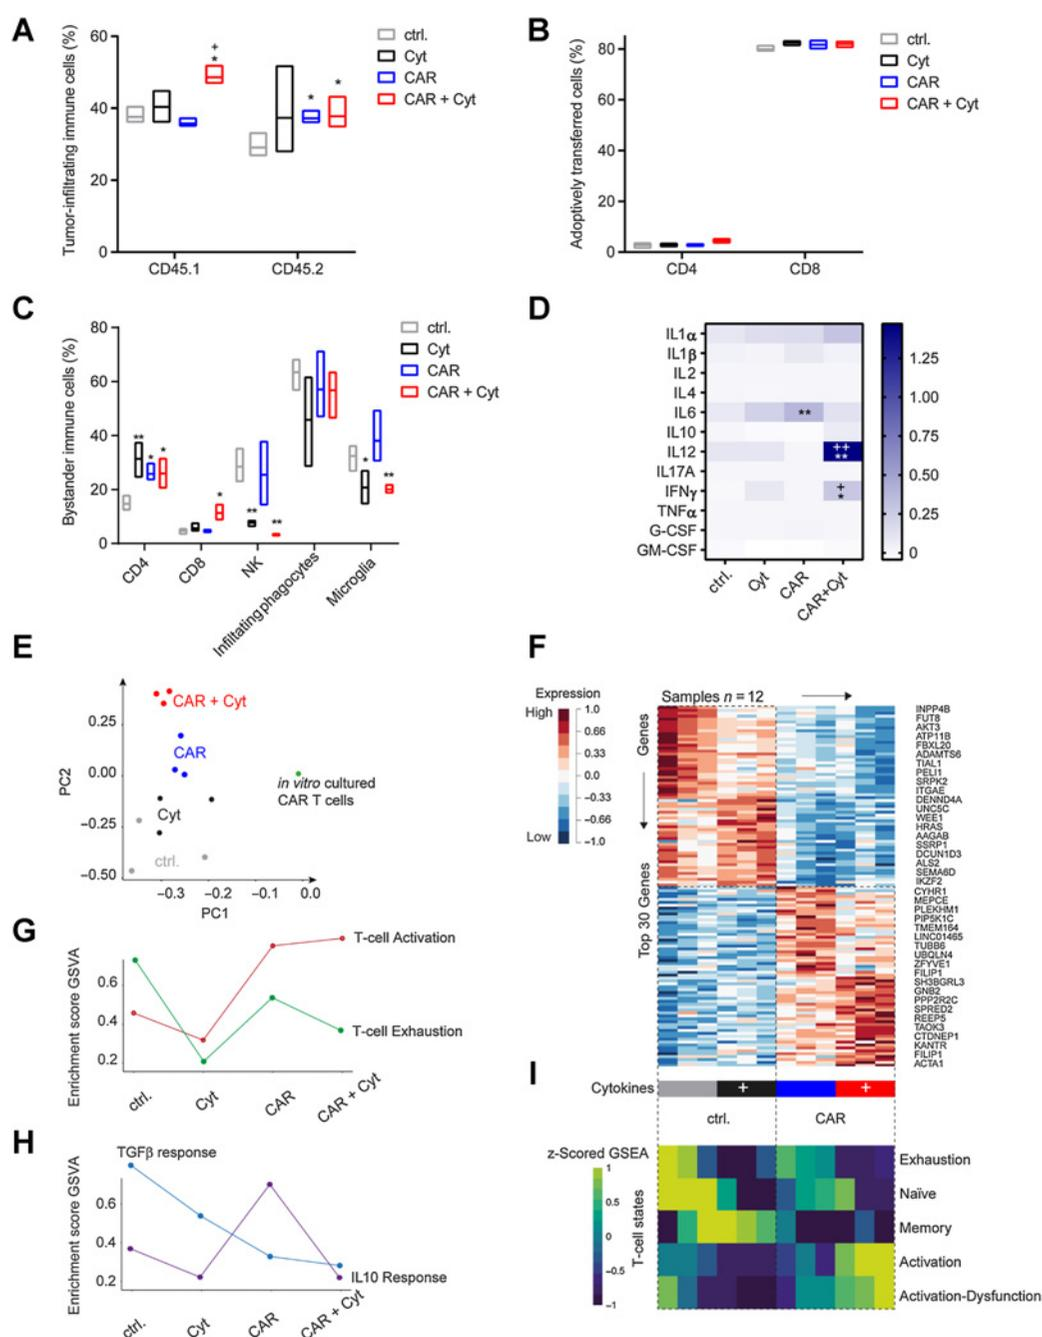 A
Tumor-infiltrating immune cells (%)
60
40
20
0
+
*
*
*
CD45.1
CD45.2
ctrl.
Cyt
CAR
CAR + Cyt
B
Adoptively transferred cells (%)
80
60
40
20
0
CD4
CD8
ctrl.
Cyt
CAR
CAR + Cyt
C
Bystander immune cells (%)
80
60
40
20
0
**
*
*
*
**
**
*
**
CD4
CD8
NK
Infiltating phagocytes
Microglia
ctrl.
Cyt
CAR
CAR + Cyt
D
IL1α
IL1β
IL2
IL4
IL6
IL10
IL12
IL17A
IFNγ
TNFα
G-CSF
GM-CSF
**
++
**
+
*
ctrl.
Cyt
CAR
CAR+Cyt
1.25
1.00
0.75
0.50
0.25
0
E
PC2
0.25
0.00
−0.25
−0.50
CAR + Cyt
CAR
Cyt
ctrl.
in vitro cultured
CAR T cells
−0.3
−0.2
−0.1
0.0
PC1
F
Expression
High
Low
1.0
0.66
0.33
0.0
−0.33
−0.66
−1.0
Samples n = 12
Genes
Top 30 Genes
INPP4B
FUT8
AKT3
ATP11B
FBXL20
ADAMTS6
TIAL1
PELI1
SRPK2
ITGAE
DENND4A
UNC5C
WEE1
HRAS
AAGAB
SSRP1
DCUN1D3
ALS2
SEMA6D
IKZF2
CYHR1
MEPCE
PLEKHM1
PIP5K1C
TMEM164
LINC01465
TUBB6
UBQLN4
ZFYVE1
FILIP1
SH3BGRL3
GNB2
PPP2R2C
SPRED2
REEP5
TAOK3
CTDNEP1
KANTR
FILIP1
ACTA1
G
Enrichment score GSVA
0.6
0.4
0.2
T-cell Activation
T-cell Exhaustion
ctrl.
Cyt
CAR
CAR + Cyt
H
Enrichment score GSVA
TGFβ response
0.6
0.4
0.2
IL10 Response
ctrl.
Cyt
CAR
CAR + Cyt
I
Cytokines
+
+
ctrl.
CAR
z-Scored GSEA
1
0.5
0
−0.5
−1
T-cell states
Exhaustion
Naïve
Memory
Activation
Activation-Dysfunction